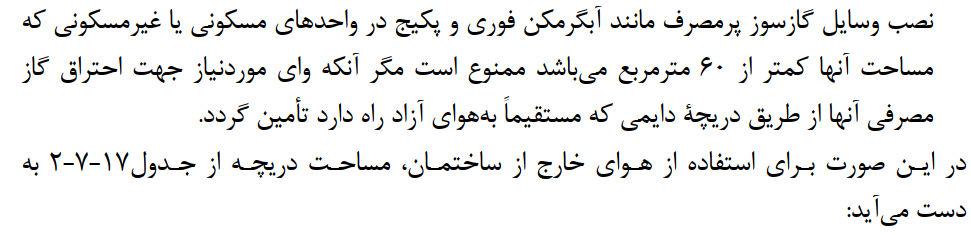 نصب وسایل گازسوز پرمصرف مانند آبگرمکن فوری و پکیج در واحدهای مسکونی یا غیرمسکونی که
مساحت آنها کمتر از ۶۰ مترمربع می‌باشد ممنوع است مگر آنکه وای موردنیاز جهت احتراق گاز
مصرفی آنها از طریق دریچهٔ دایمی که مستقیماً به‌هوای آزاد راه دارد تأمین گردد.
در این صورت برای استفاده از هوای خارج از ساختمان، مساحت دریچه از جدول۱۷-۷-۲ به
دست می‌آید: